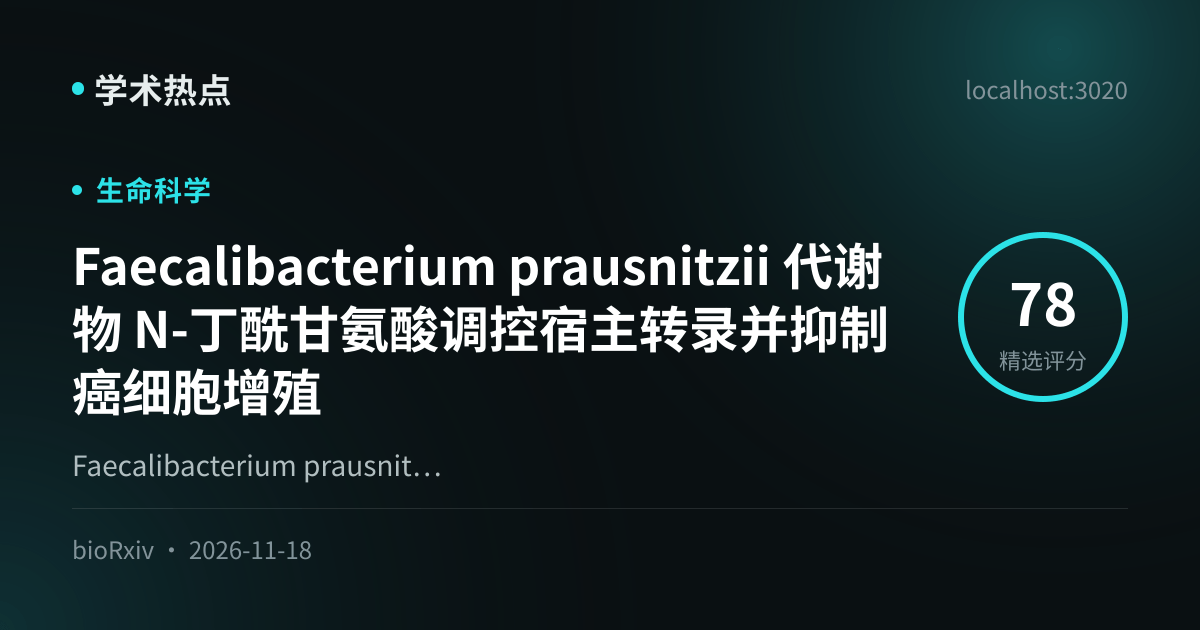 学术热点
localhost:3020
生命科学
Faecalibacterium prausnitzii 代谢
物 N-丁酰甘氨酸调控宿主转录并抑制
癌细胞增殖
78
精选评分
Faecalibacterium prausnit…
bioRxiv · 2026-11-18